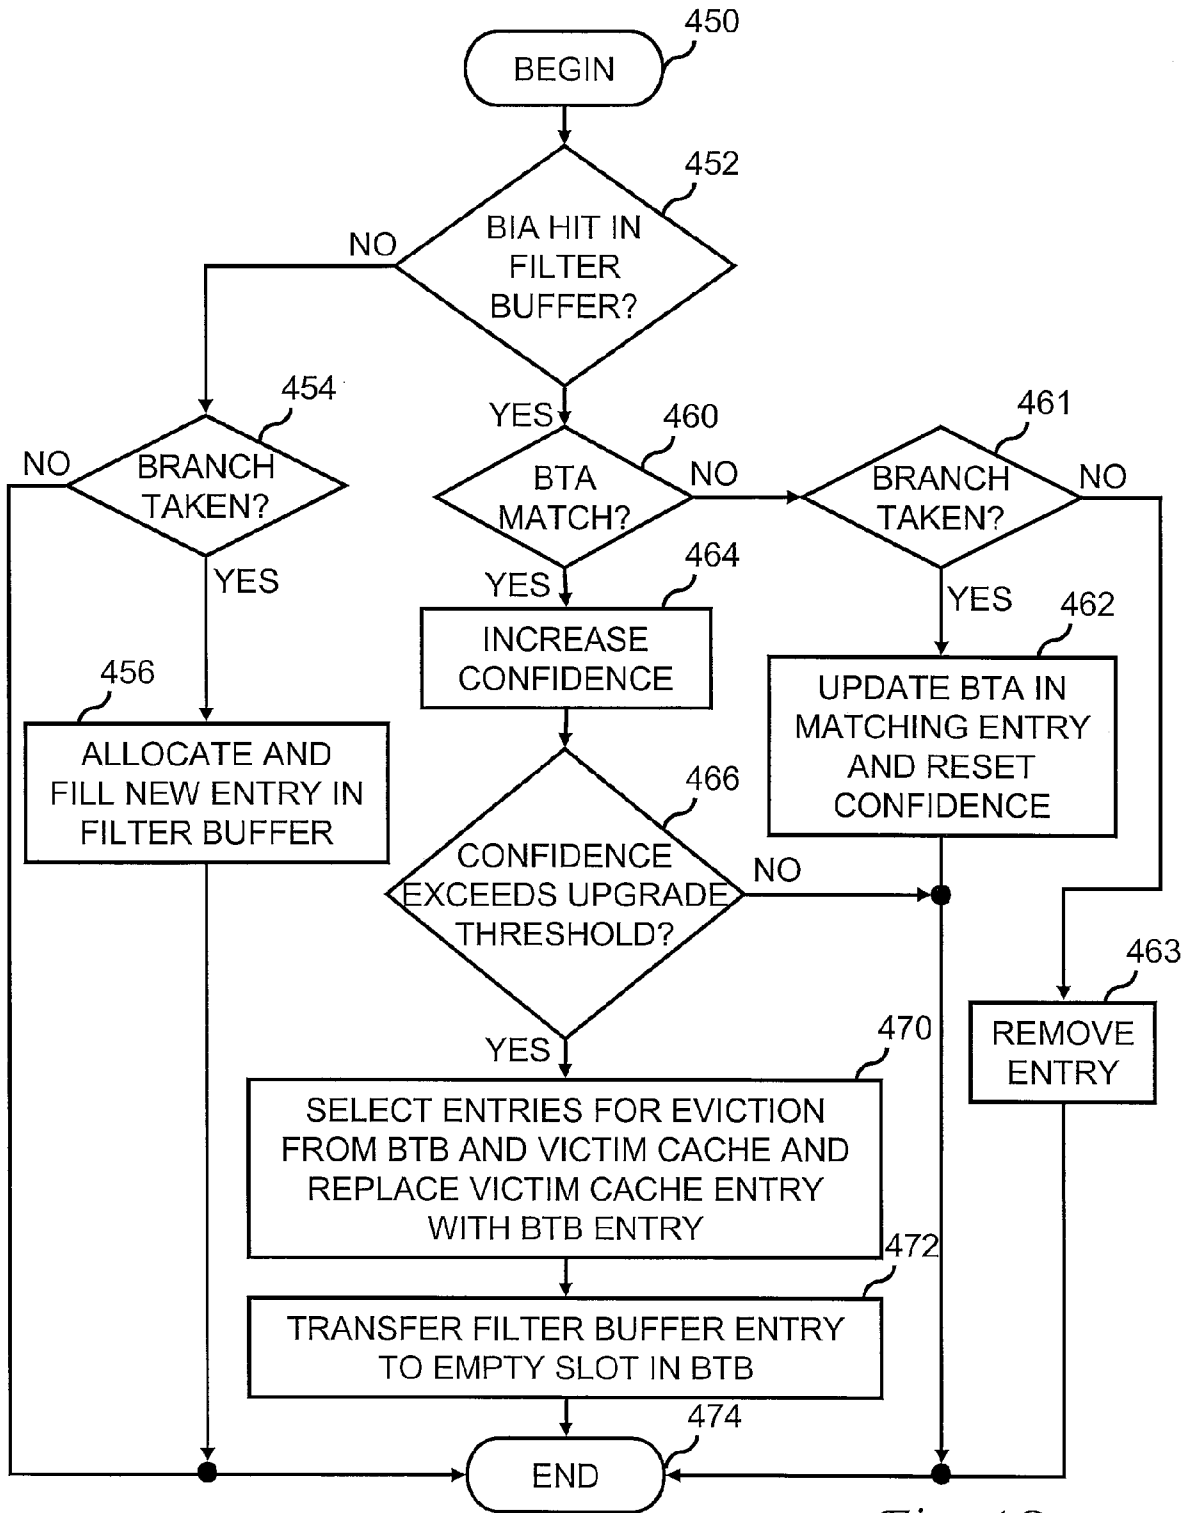 450
BEGIN
452
BIA HIT IN
FILTER
BUFFER?
NO
YES
454
BRANCH
TAKEN?
NO
YES
460
BTA
MATCH?
NO
YES
461
BRANCH
TAKEN?
NO
YES
456
ALLOCATE AND
FILL NEW ENTRY IN
FILTER BUFFER
464
INCREASE
CONFIDENCE
462
UPDATE BTA IN
MATCHING ENTRY
AND RESET
CONFIDENCE
466
CONFIDENCE
EXCEEDS UPGRADE
THRESHOLD?
NO
YES
463
REMOVE
ENTRY
470
SELECT ENTRIES FOR EVICTION
FROM BTB AND VICTIM CACHE AND
REPLACE VICTIM CACHE ENTRY
WITH BTB ENTRY
472
TRANSFER FILTER BUFFER ENTRY
TO EMPTY SLOT IN BTB
474
END